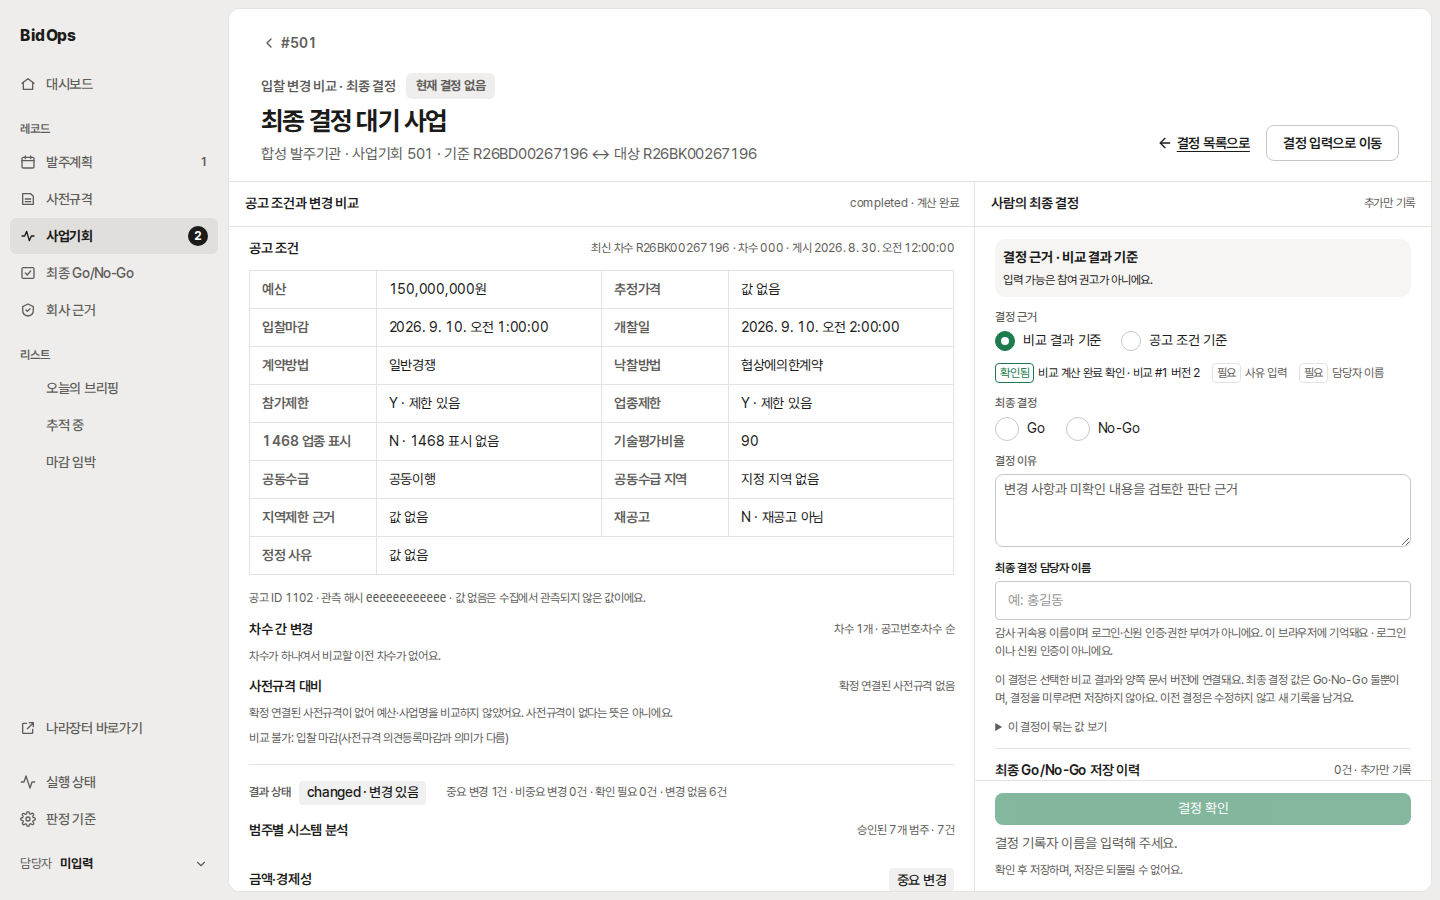 BidOps
대시보드
레코드
발주계획 1
사전규격
사업기회 2
최종 Go/No-Go
회사 근거
리스트
오늘의 브리핑
추적 중
마감 임박
나라장터 바로가기
실행 상태
판정 기준
담당자 미입력
#501
입찰 변경 비교 · 최종 결정 현재 결정 없음
최종 결정 대기 사업
합성 발주기관 · 사업기회 501 · 기준 R26BD00267196 ↔ 대상 R26BK00267196
← 결정 목록으로 결정 입력으로 이동
공고 조건과 변경 비교 completed · 계산 완료
공고 조건 최신 차수 R26BK00267196 · 차수 000 · 게시 2026. 8. 30. 오전 12:00:00
예산 150,000,000원 추정가격 값 없음
입찰마감 2026. 9. 10. 오전 1:00:00 개찰일 2026. 9. 10. 오전 2:00:00
계약방법 일반경쟁 낙찰방법 협상에의한계약
참가제한 Y · 제한 있음 업종제한 Y · 제한 있음
1468 업종 표시 N · 1468 표시 없음 기술평가비율 90
공동수급 공동이행 공동수급 지역 지정 지역 없음
지역제한 근거 값 없음 재공고 N · 재공고 아님
정정 사유 값 없음
공고 ID 1102 · 관측 해시 eeeeeeeeeeee · 값 없음은 수집에서 관측되지 않은 값이에요.
차수 간 변경 차수 1개 · 공고번호·차수 순
차수가 하나여서 비교할 이전 차수가 없어요.
사전규격 대비 확정 연결된 사전규격 없음
확정 연결된 사전규격이 없어 예산·사업명을 비교하지 않았어요. 사전규격이 없다는 뜻은 아니에요.
비교 불가: 입찰 마감(사전규격 의견등록마감과 의미가 다름)
결과 상태 changed · 변경 있음 중요 변경 1건 · 비중요 변경 0건 · 확인 필요 0건 · 변경 없음 6건
범주별 시스템 분석 승인된 7개 범주 · 7건
금액·경제성 중요 변경
사람의 최종 결정 추가만 기록
결정 근거 · 비교 결과 기준
입력 가능은 참여 권고가 아니에요.
결정 근거
비교 결과 기준 공고 조건 기준
확인됨 비교 계산 완료 확인 · 비교 #1 버전 2 필요 사유 입력 필요 담당자 이름
최종 결정
Go No-Go
결정 이유
변경 사항과 미확인 내용을 검토한 판단 근거
최종 결정 담당자 이름
예: 홍길동
감사 귀속용 이름이며 로그인·신원 인증·권한 부여가 아니에요. 이 브라우저에 기억돼요 · 로그인
이나 신원 인증이 아니에요.
이 결정은 선택한 비교 결과와 양쪽 문서 버전에 연결돼요. 최종 결정 값은 Go·No-Go 둘뿐이
며, 결정을 미루려면 저장하지 않아요. 이전 결정은 수정하지 않고 새 기록을 남겨요.
▶ 이 결정이 묶는 값 보기
최종 Go/No-Go 저장 이력 0건 · 추가만 기록
결정 확인
결정 기록자 이름을 입력해 주세요.
확인 후 저장하며, 저장은 되돌릴 수 없어요.